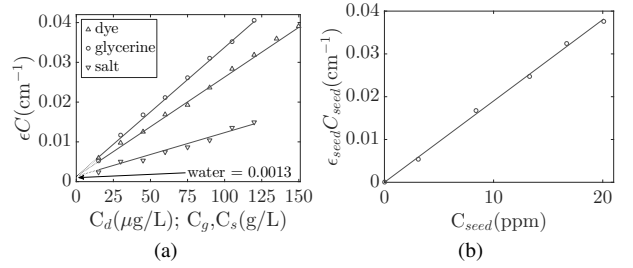 0.04
0.03
0.02
0.01
0
ϵC(cm⁻¹)
△ dye
○ glycerine
▽ salt
water = 0.0013
0 25 50 75 100 125 150
C_d(μg/L); C_g,C_s(g/L)
(a)
0.04
0.03
0.02
0.01
0
ϵ_seed C_seed(cm⁻¹)
0 10 20
C_seed(ppm)
(b)